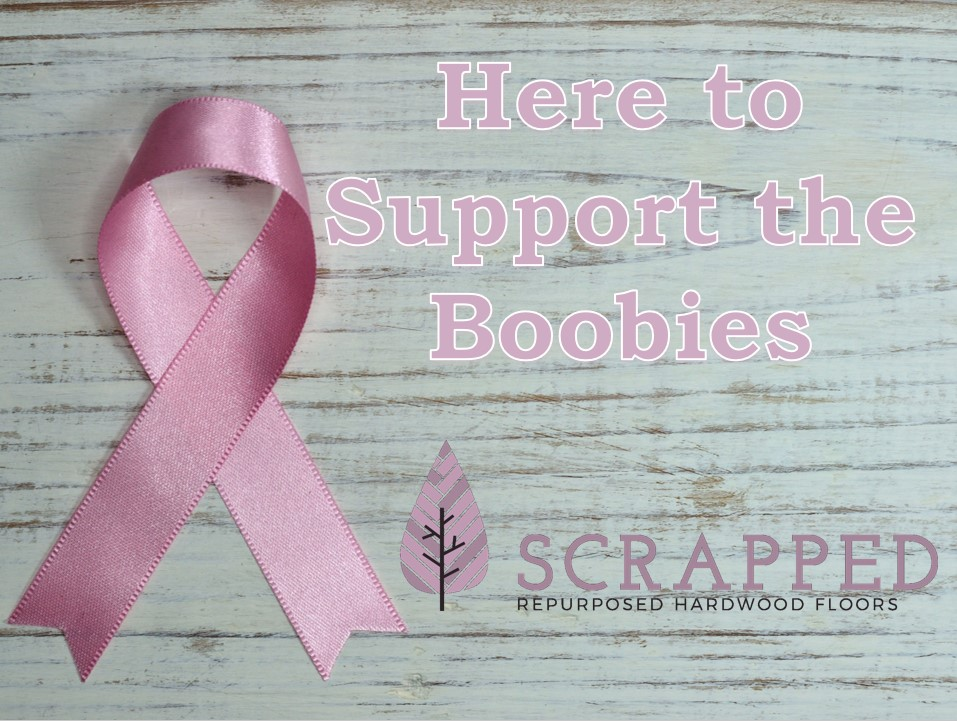 Here to
Support the
Boobies
SCRAPPED
REPURPOSED HARDWOOD FLOORS